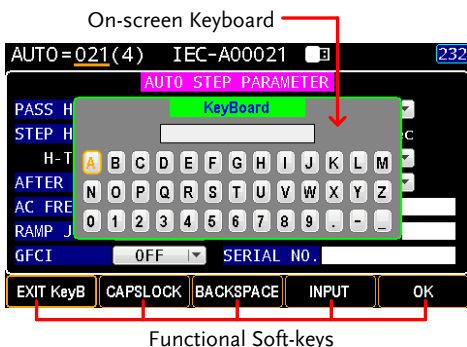 On-screen Keyboard
AUTO=021(4) IEC-A00021 232
AUTO STEP PARAMETER
KeyBoard
PASS H
STEP H
H-T
A B C D E F G H I J K L M
AFTER
N O P Q R S T U V W X Y Z
AC FRE
0 1 2 3 4 5 6 7 8 9 . - _
RAMP J
GFCI OFF SERIAL NO.
EXIT KeyB CAPSLOCK BACKSPACE INPUT OK
Functional Soft-keys